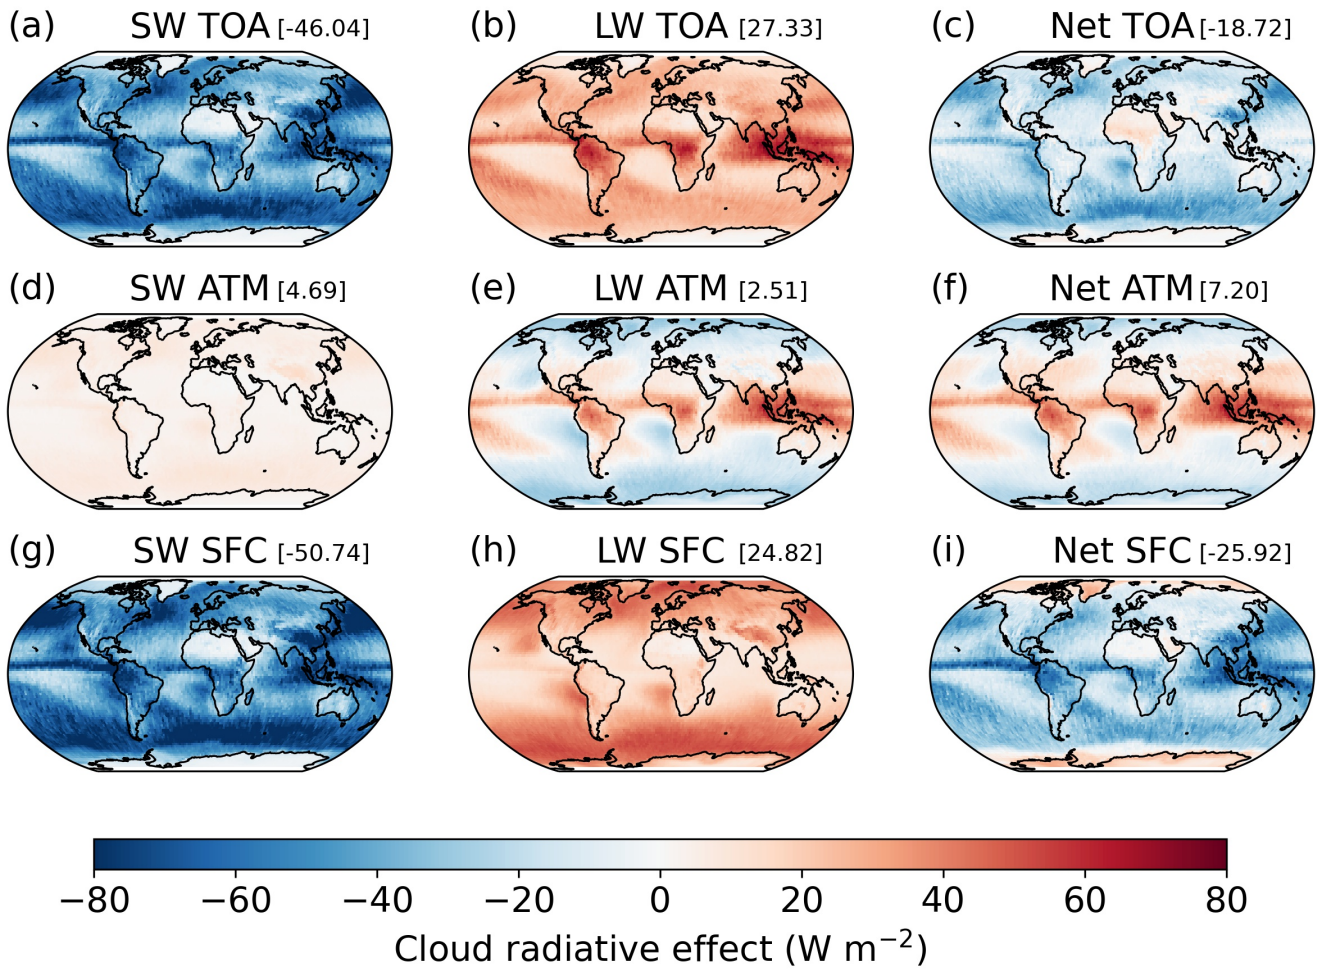 (a) SW TOA [-46.04]
(b) LW TOA [27.33]
(c) Net TOA [-18.72]
(d) SW ATM [4.69]
(e) LW ATM [2.51]
(f) Net ATM [7.20]
(g) SW SFC [-50.74]
(h) LW SFC [24.82]
(i) Net SFC [-25.92]
−80 −60 −40 −20 0 20 40 60 80
Cloud radiative effect (W m⁻²)